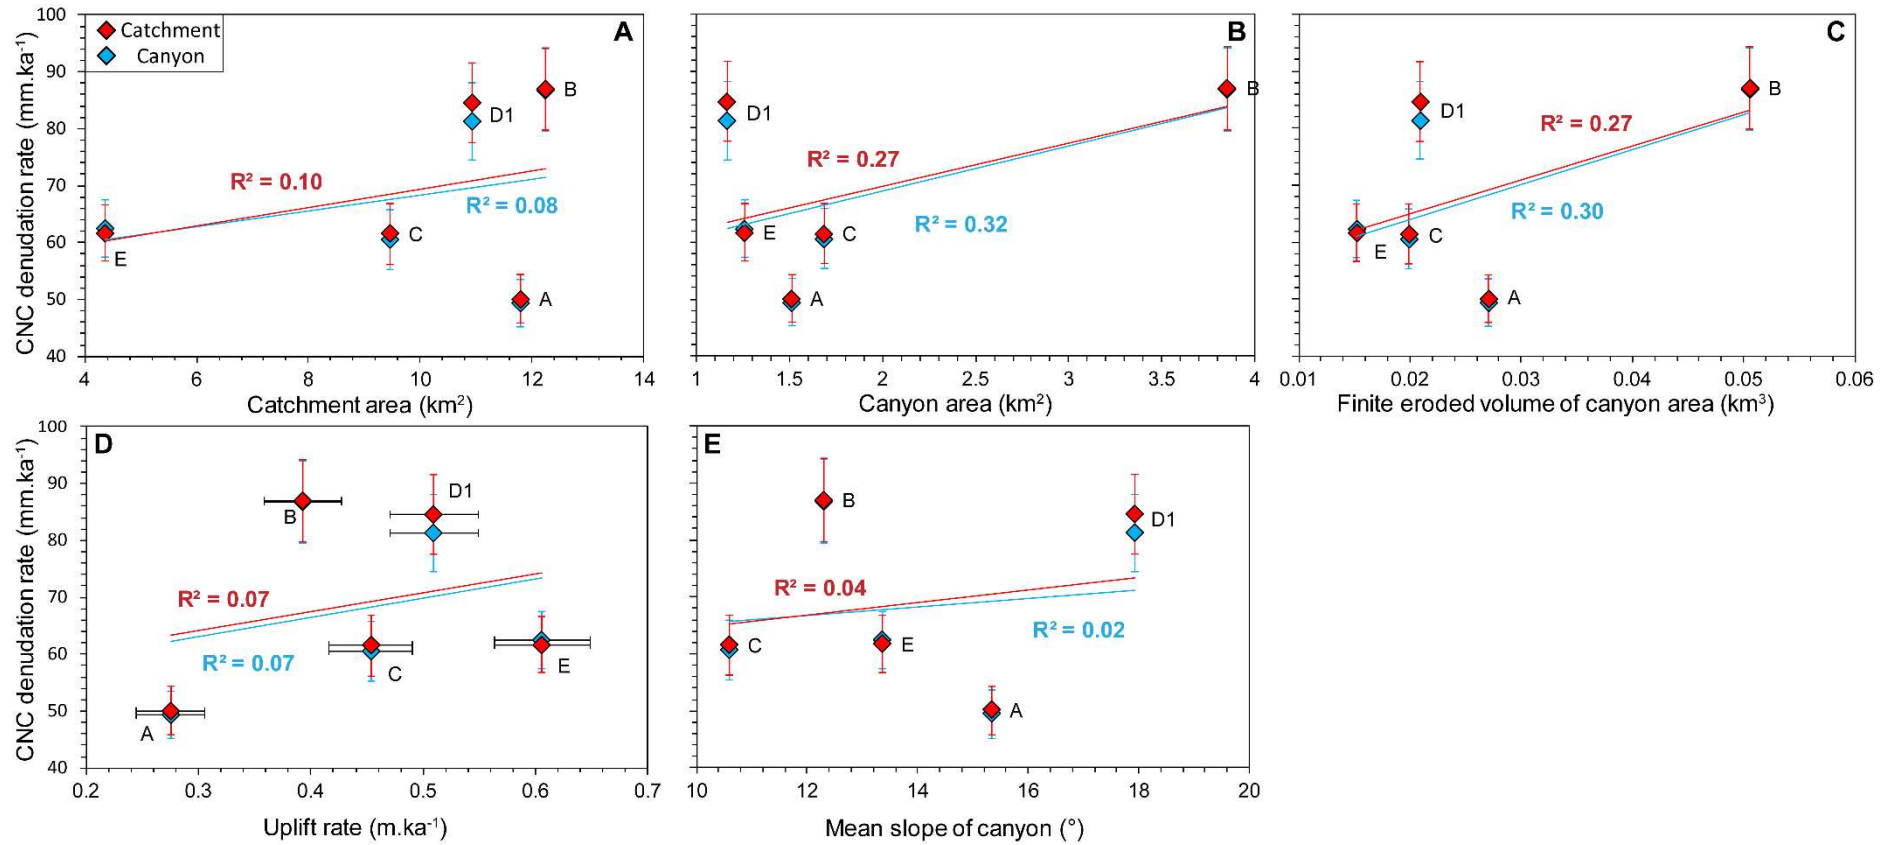 CNC denudation rate (mm.ka-1)
100
90
80
70
60
50
40
Catchment
Canyon
A
B
D1
R² = 0.10
R² = 0.08
C
E
A
4 6 8 10 12 14
Catchment area (km²)
B
B
D1
R² = 0.27
R² = 0.32
E
C
A
1 1.5 2 2.5 3 3.5 4
Canyon area (km²)
C
B
D1
R² = 0.27
R² = 0.30
E
C
A
0.01 0.02 0.03 0.04 0.05 0.06
Finite eroded volume of canyon area (km³)
CNC denudation rate (mm.ka-1)
100
90
80
70
60
50
40
D
D1
B
R² = 0.07
R² = 0.07
C
E
A
0.2 0.3 0.4 0.5 0.6 0.7
Uplift rate (m.ka-1)
E
B
D1
R² = 0.04
R² = 0.02
C
E
A
10 12 14 16 18 20
Mean slope of canyon (°)